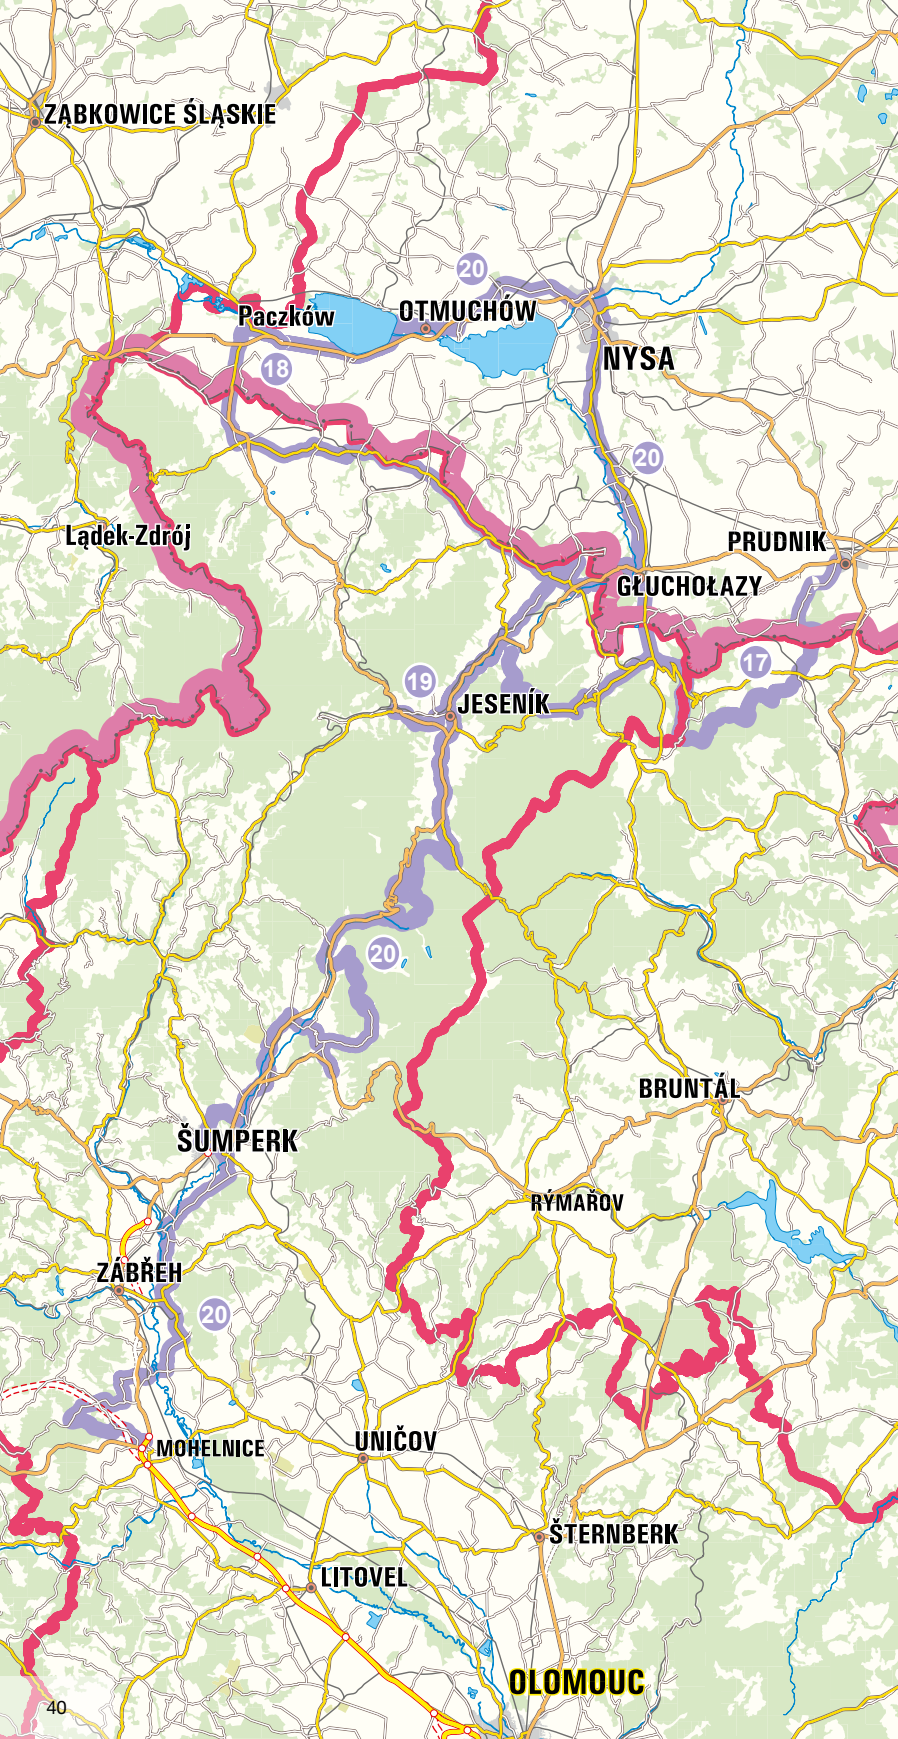 ZĄBKOWICE ŚLĄSKIE
20
Paczków
OTMUCHÓW
NYSA
18
20
Lądek-Zdrój
PRUDNIK
GŁUCHOŁAZY
17
19
JESENÍK
20
BRUNTÁL
ŠUMPERK
RÝMAŘOV
ZÁBŘEH
20
MOHELNICE
UNIČOV
ŠTERNBERK
LITOVEL
OLOMOUC
40